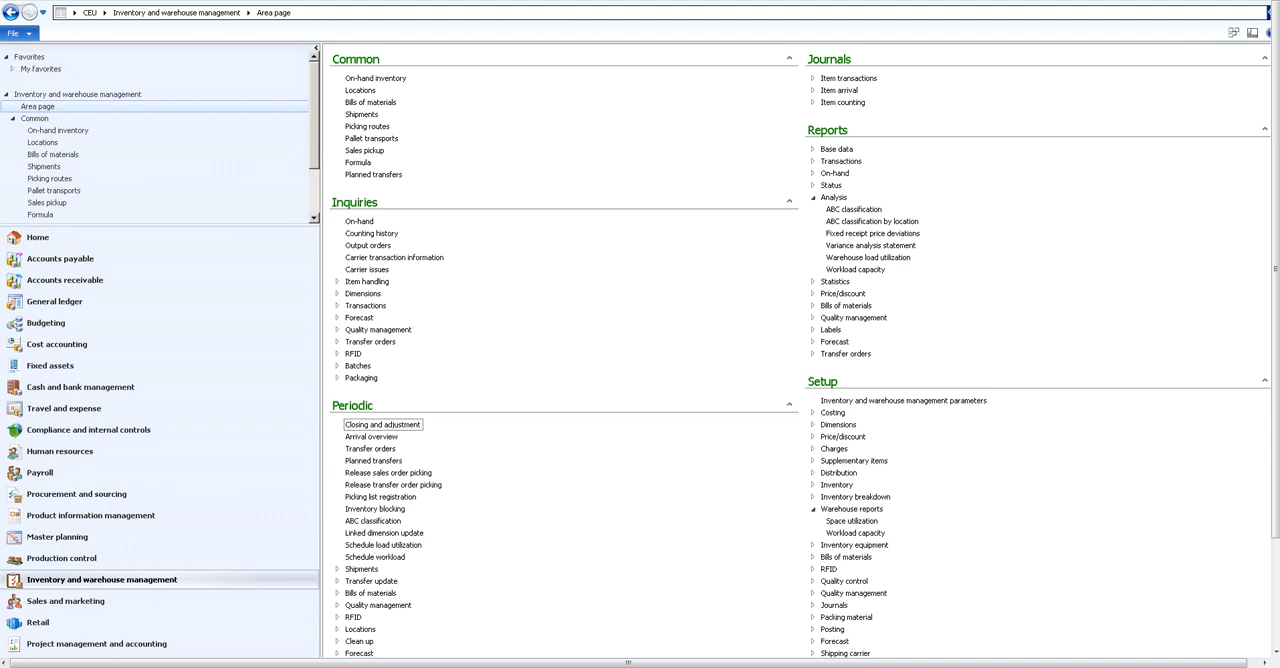 CEU Inventory and warehouse management Area page
File
Favorites
My favorites
Inventory and warehouse management
Area page
Common
On-hand inventory
Locations
Bills of materials
Shipments
Picking routes
Pallet transports
Sales pickup
Formula
Home
Accounts payable
Accounts receivable
General ledger
Budgeting
Cost accounting
Fixed assets
Cash and bank management
Travel and expense
Compliance and internal controls
Human resources
Payroll
Procurement and sourcing
Product information management
Master planning
Production control
Inventory and warehouse management
Sales and marketing
Retail
Project management and accounting
Common
On-hand inventory
Locations
Bills of materials
Shipments
Picking routes
Pallet transports
Sales pickup
Formula
Planned transfers
Inquiries
On-hand
Counting history
Output orders
Carrier transaction information
Carrier issues
Item handling
Dimensions
Transactions
Forecast
Quality management
Transfer orders
RFID
Batches
Packaging
Periodic
Closing and adjustment
Arrival overview
Transfer orders
Planned transfers
Release sales order picking
Release transfer order picking
Picking list registration
Inventory blocking
ABC classification
Linked dimension update
Schedule load utilization
Schedule workload
Shipments
Transfer update
Bills of materials
Quality management
RFID
Locations
Clean up
Forecast
Journals
Item transactions
Item arrival
Item counting
Reports
Base data
Transactions
On-hand
Status
Analysis
ABC classification
ABC classification by location
Fixed receipt price deviations
Variance analysis statement
Warehouse load utilization
Workload capacity
Statistics
Price/discount
Bills of materials
Quality management
Labels
Forecast
Transfer orders
Setup
Inventory and warehouse management parameters
Costing
Dimensions
Price/discount
Charges
Supplementary items
Distribution
Inventory
Inventory breakdown
Warehouse reports
Space utilization
Workload capacity
Inventory equipment
Bills of materials
RFID
Quality control
Quality management
Journals
Packing material
Posting
Forecast
Shipping carrier